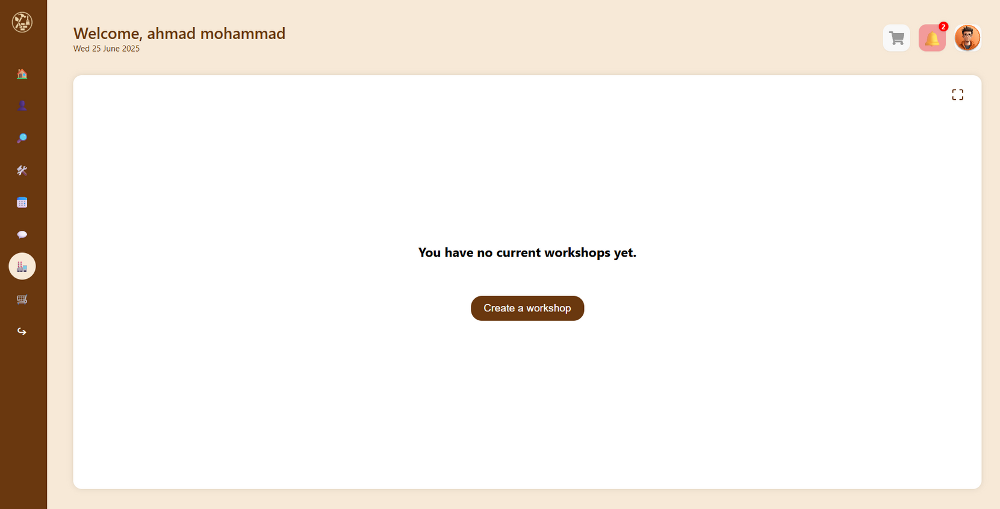 Welcome, ahmad mohammad
Wed 25 June 2025
2
You have no current workshops yet.
Create a workshop